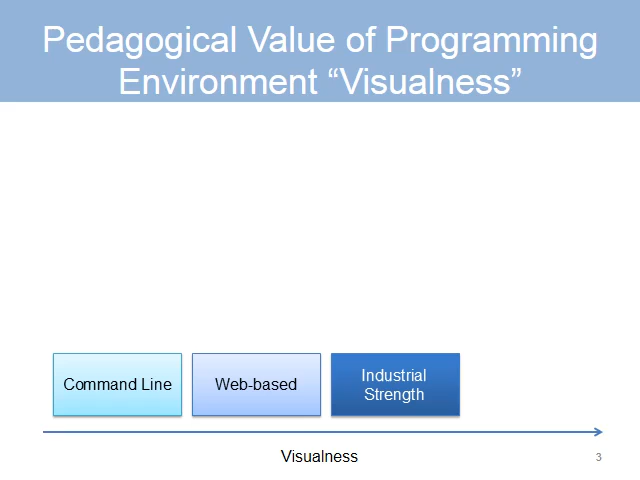 Pedagogical Value of Programming
Environment “Visualness”
Command Line
Web-based
Industrial
Strength
Visualness
3